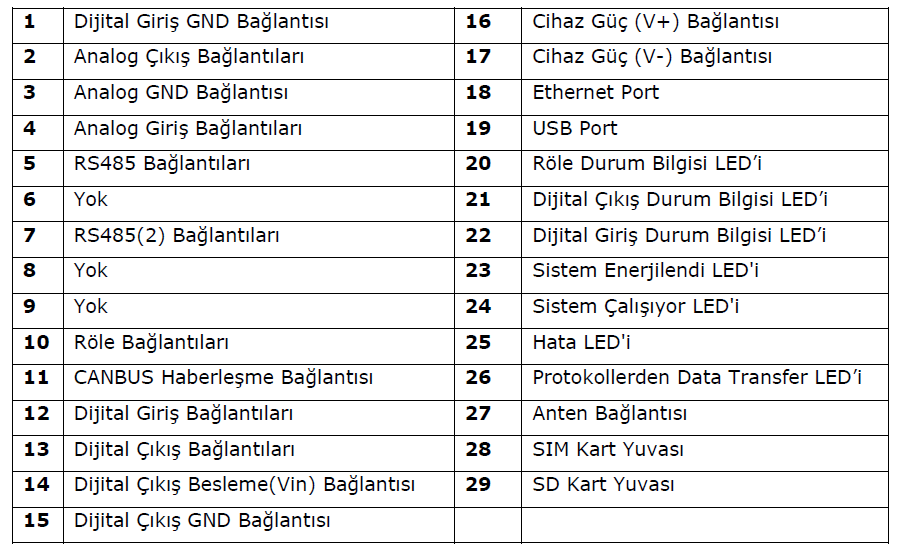 1 Dijital Giriş GND Bağlantısı 16 Cihaz Güç (V+) Bağlantısı
2 Analog Çıkış Bağlantıları 17 Cihaz Güç (V-) Bağlantısı
3 Analog GND Bağlantısı 18 Ethernet Port
4 Analog Giriş Bağlantıları 19 USB Port
5 RS485 Bağlantıları 20 Röle Durum Bilgisi LED’i
6 Yok 21 Dijital Çıkış Durum Bilgisi LED’i
7 RS485(2) Bağlantıları 22 Dijital Giriş Durum Bilgisi LED’i
8 Yok 23 Sistem Enerjilendi LED'i
9 Yok 24 Sistem Çalışıyor LED'i
10 Röle Bağlantıları 25 Hata LED'i
11 CANBUS Haberleşme Bağlantısı 26 Protokollerden Data Transfer LED’i
12 Dijital Giriş Bağlantıları 27 Anten Bağlantısı
13 Dijital Çıkış Bağlantıları 28 SIM Kart Yuvası
14 Dijital Çıkış Besleme(Vin) Bağlantısı 29 SD Kart Yuvası
15 Dijital Çıkış GND Bağlantısı